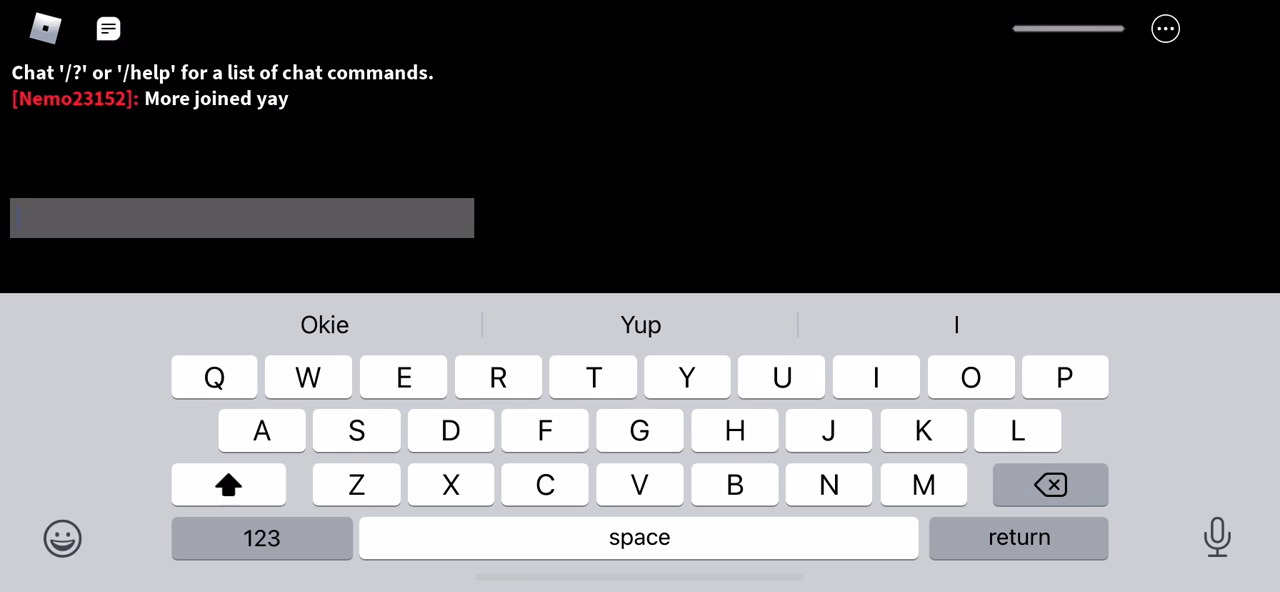 Chat '/?' or '/help' for a list of chat commands.
[Nemo23152]: More joined yay
Okie Yup I
Q W E R T Y U I O P
A S D F G H J K L
Z X C V B N M
123 space return